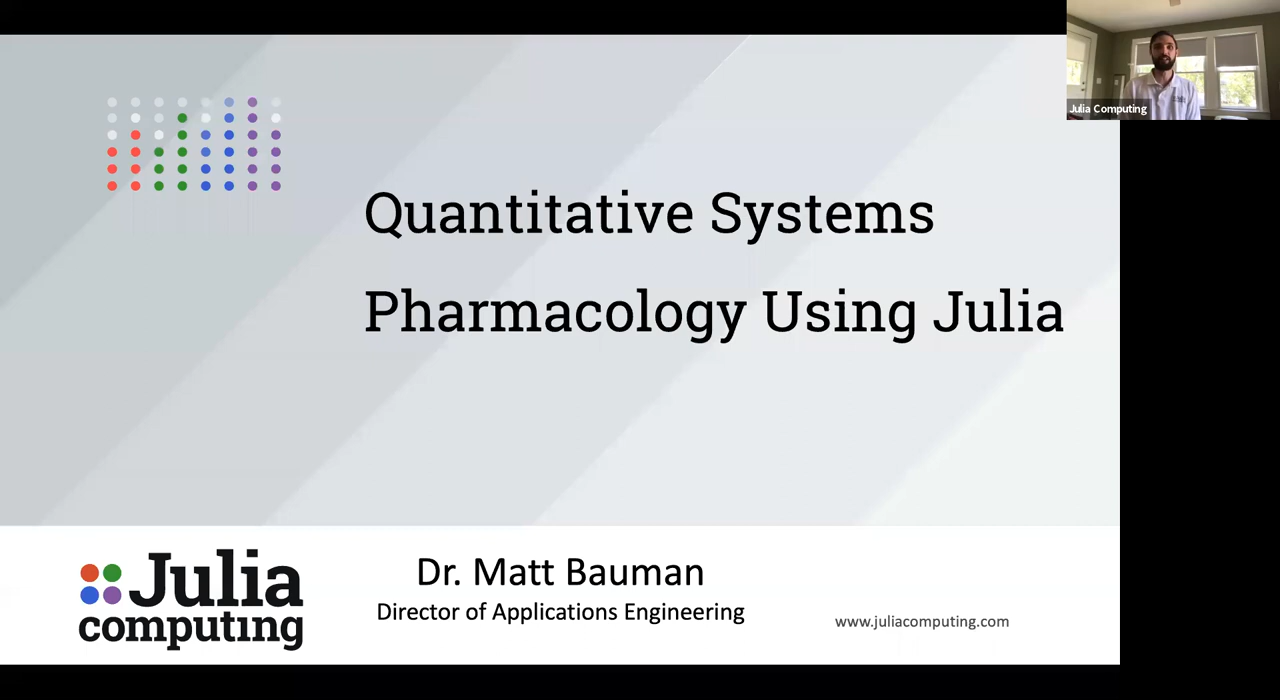 Julia Computing
Quantitative Systems
Pharmacology Using Julia
Julia
computing
Dr. Matt Bauman
Director of Applications Engineering
www.juliacomputing.com